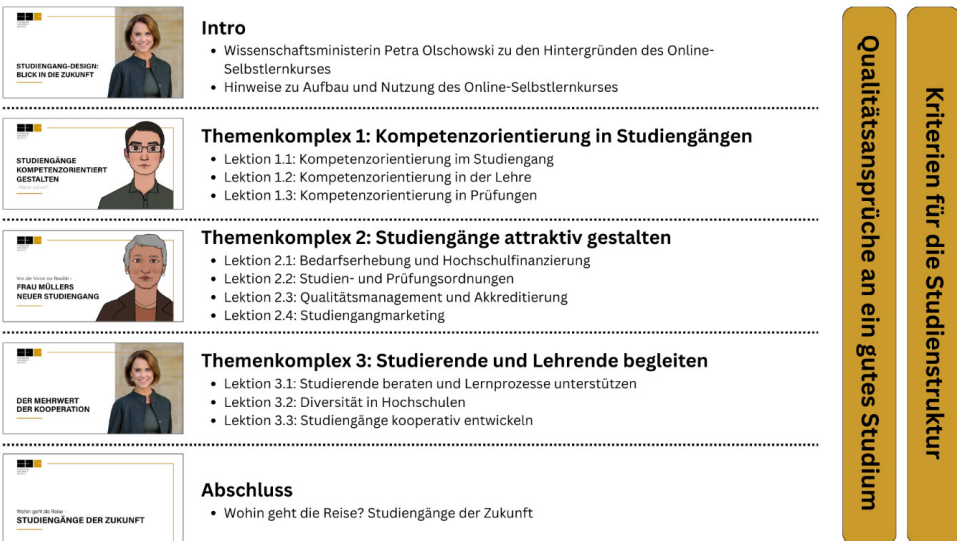 STUDIENGANG-DESIGN:
BLICK IN DIE ZUKUNFT
Intro
• Wissenschaftsministerin Petra Olschowski zu den Hintergründen des Online-
Selbstlernkurses
• Hinweise zu Aufbau und Nutzung des Online-Selbstlernkurses
STUDIENGÄNGE
KOMPETENZORIENTIERT
GESTALTEN
Themenkomplex 1: Kompetenzorientierung in Studiengängen
• Lektion 1.1: Kompetenzorientierung im Studiengang
• Lektion 1.2: Kompetenzorientierung in der Lehre
• Lektion 1.3: Kompetenzorientierung in Prüfungen
Von der Vision zur Realität -
FRAU MÜLLERS
NEUER STUDIENGANG
Themenkomplex 2: Studiengänge attraktiv gestalten
• Lektion 2.1: Bedarfserhebung und Hochschulfinanzierung
• Lektion 2.2: Studien- und Prüfungsordnungen
• Lektion 2.3: Qualitätsmanagement und Akkreditierung
• Lektion 2.4: Studiengangmarketing
DER MEHRWERT
DER KOOPERATION
Themenkomplex 3: Studierende und Lehrende begleiten
• Lektion 3.1: Studierende beraten und Lernprozesse unterstützen
• Lektion 3.2: Diversität in Hochschulen
• Lektion 3.3: Studiengänge kooperativ entwickeln
Wohin geht die Reise -
STUDIENGÄNGE DER ZUKUNFT
Abschluss
• Wohin geht die Reise? Studiengänge der Zukunft
Qualitätsansprüche an ein gutes Studium
Kriterien für die Studienstruktur